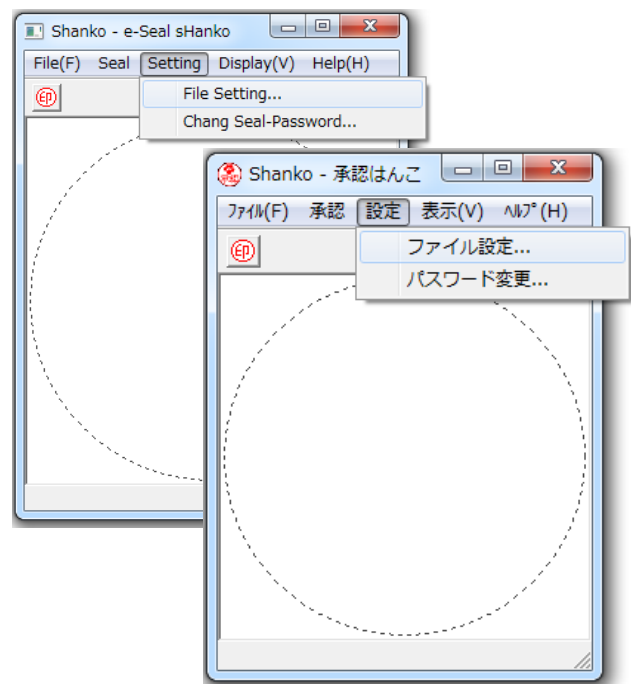 Shanko - e-Seal sHanko
File(F) Seal Setting Display(V) Help(H)
印
File Setting...
Chang Seal-Password...
Shanko - 承認はんこ
ﾌｧｲﾙ(F) 承認 設定 表示(V) ﾍﾙﾌﾟ(H)
印
ファイル設定...
パスワード変更...